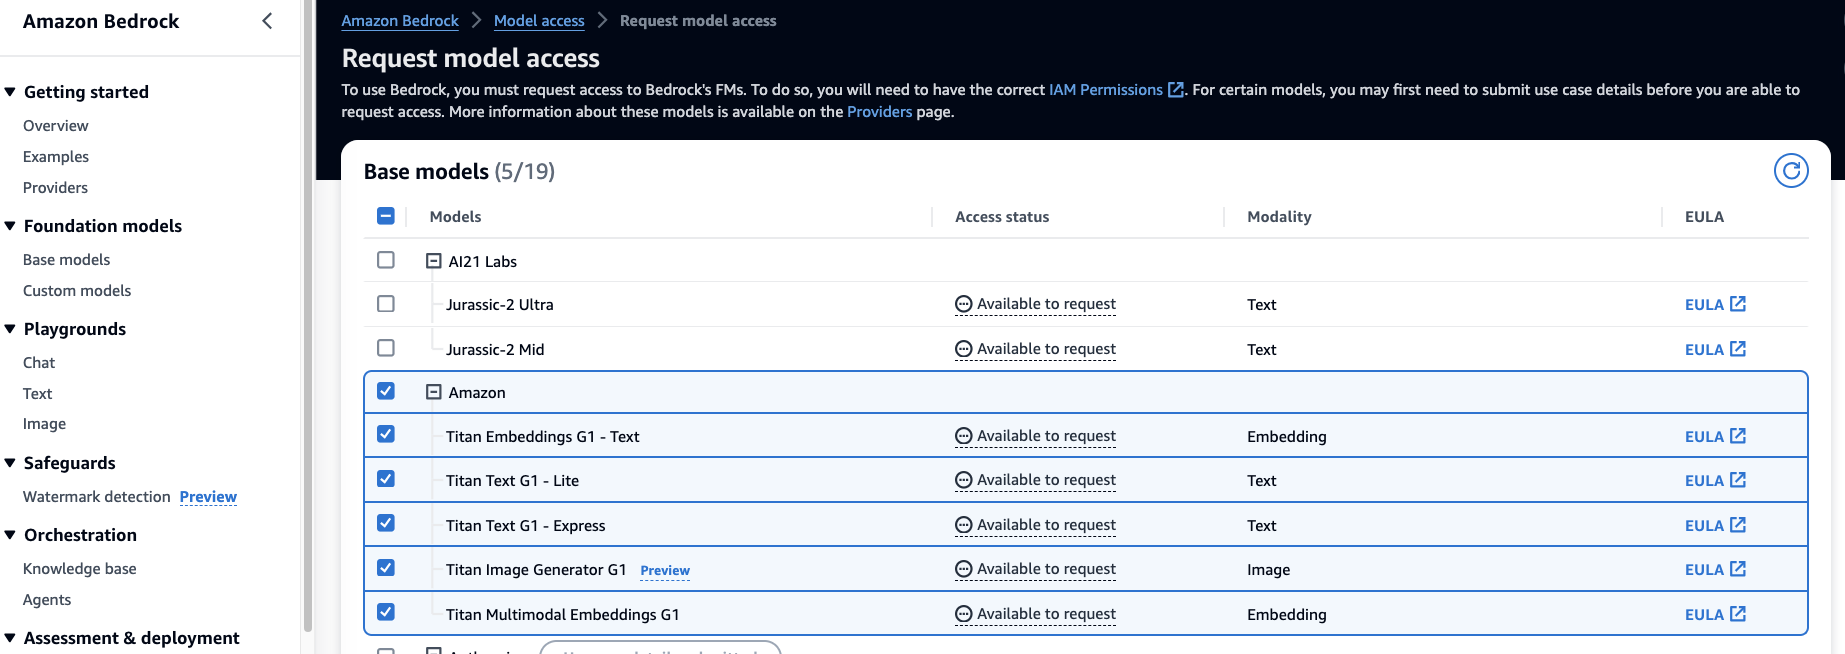 Amazon Bedrock
Getting started
Overview
Examples
Providers
Foundation models
Base models
Custom models
Playgrounds
Chat
Text
Image
Safeguards
Watermark detection Preview
Orchestration
Knowledge base
Agents
Assessment & deployment
Amazon Bedrock Model access Request model access
Request model access
To use Bedrock, you must request access to Bedrock's FMs. To do so, you will need to have the correct IAM Permissions. For certain models, you may first need to submit use case details before you are able to
request access. More information about these models is available on the Providers page.
Base models (5/19)
Models Access status Modality EULA
AI21 Labs
Jurassic-2 Ultra Available to request Text EULA
Jurassic-2 Mid Available to request Text EULA
Amazon
Titan Embeddings G1 - Text Available to request Embedding EULA
Titan Text G1 - Lite Available to request Text EULA
Titan Text G1 - Express Available to request Text EULA
Titan Image Generator G1 Preview Available to request Image EULA
Titan Multimodal Embeddings G1 Available to request Embedding EULA